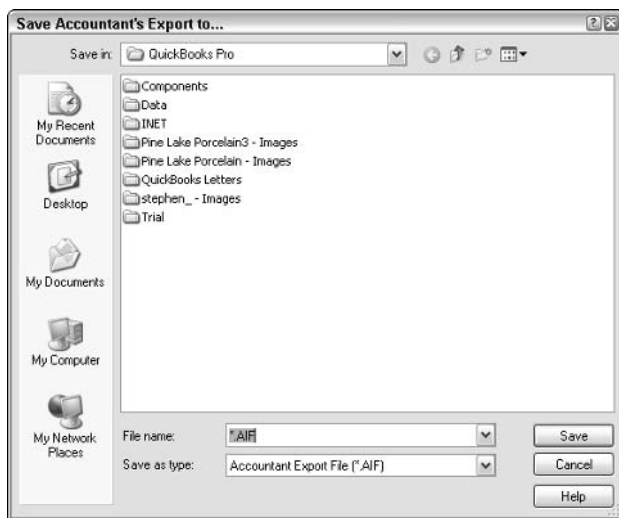 Save Accountant's Export to...
Save in: QuickBooks Pro
My Recent
Documents
Desktop
My Documents
My Computer
My Network
Places
Components
Data
INET
Pine Lake Porcelain3 - Images
Pine Lake Porcelain - Images
QuickBooks Letters
stephen_ - Images
Trial
File name: *.AIF Save
Save as type: Accountant Export File (*.AIF) Cancel
Help